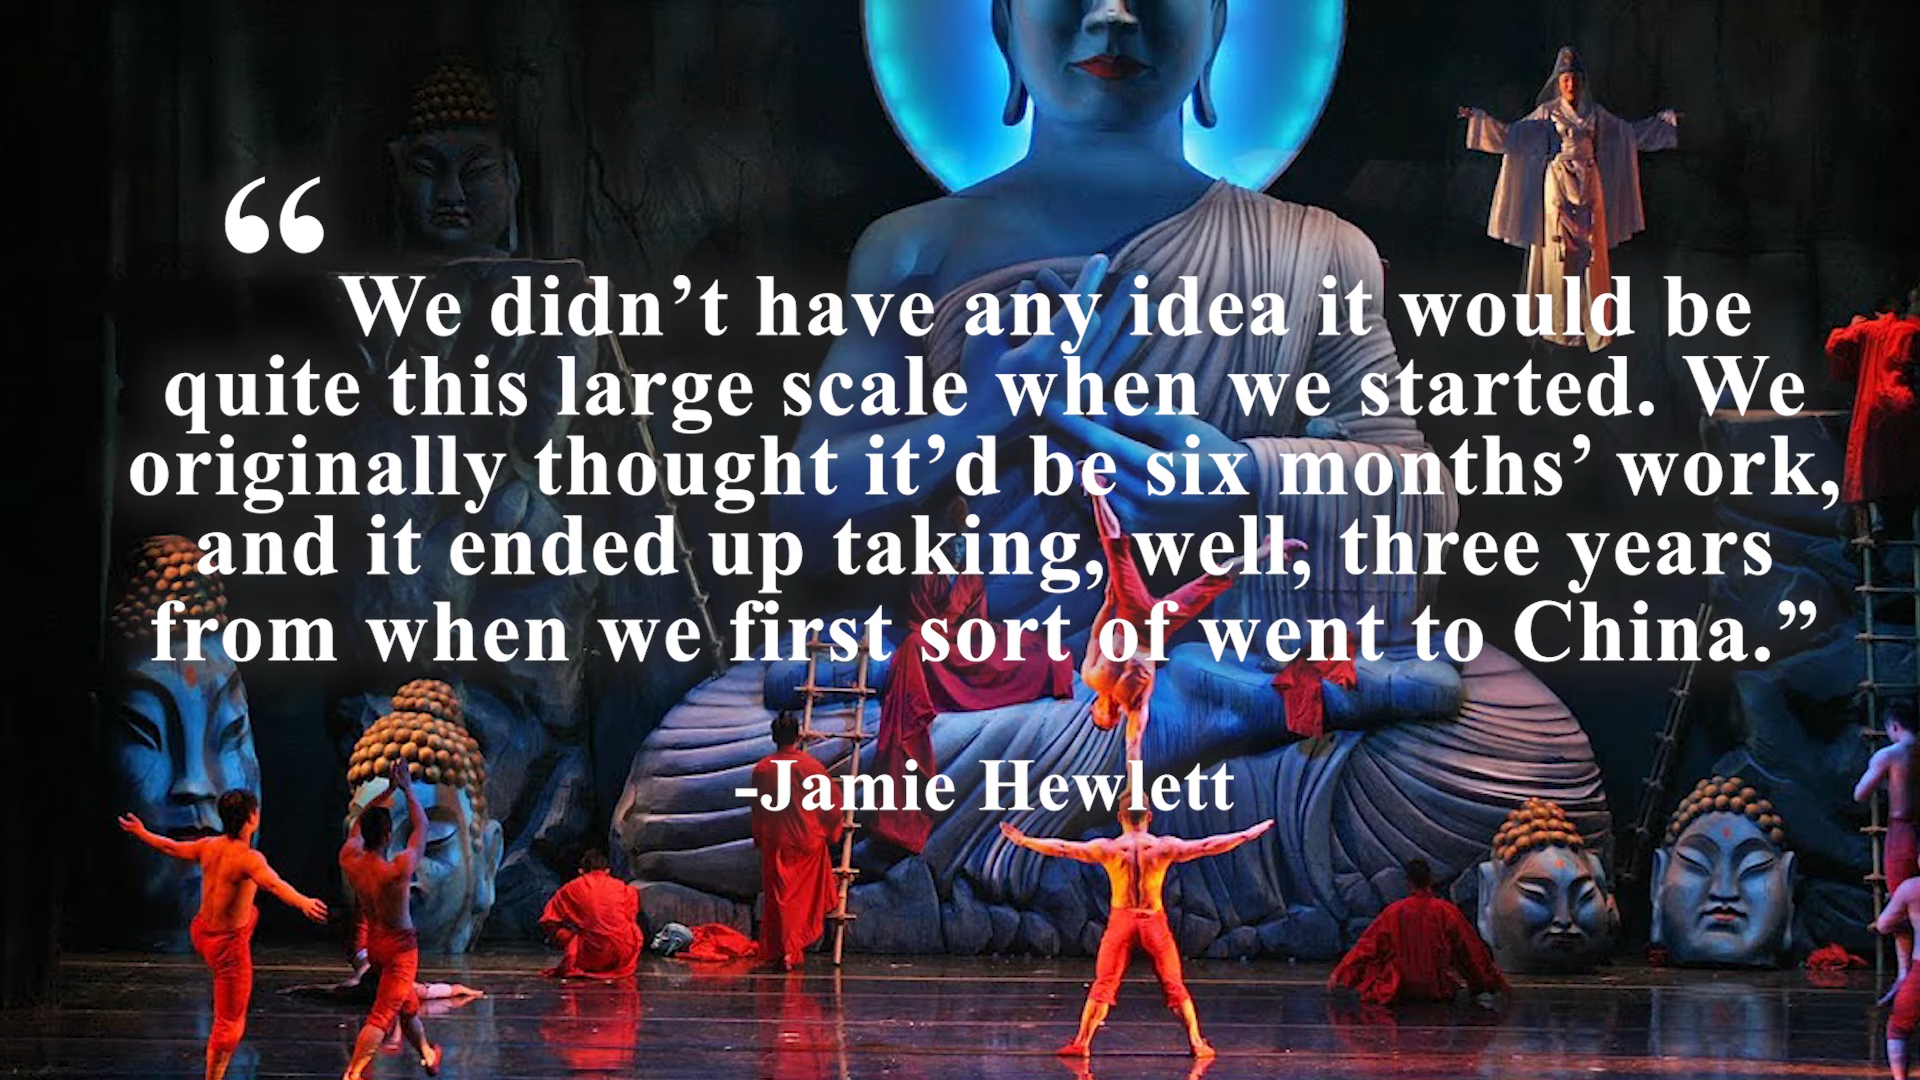 “We didn’t have any idea it would be
quite this large scale when we started. We
originally thought it’d be six months’ work,
and it ended up taking, well, three years
from when we first sort of went to China.”
-Jamie Hewlett